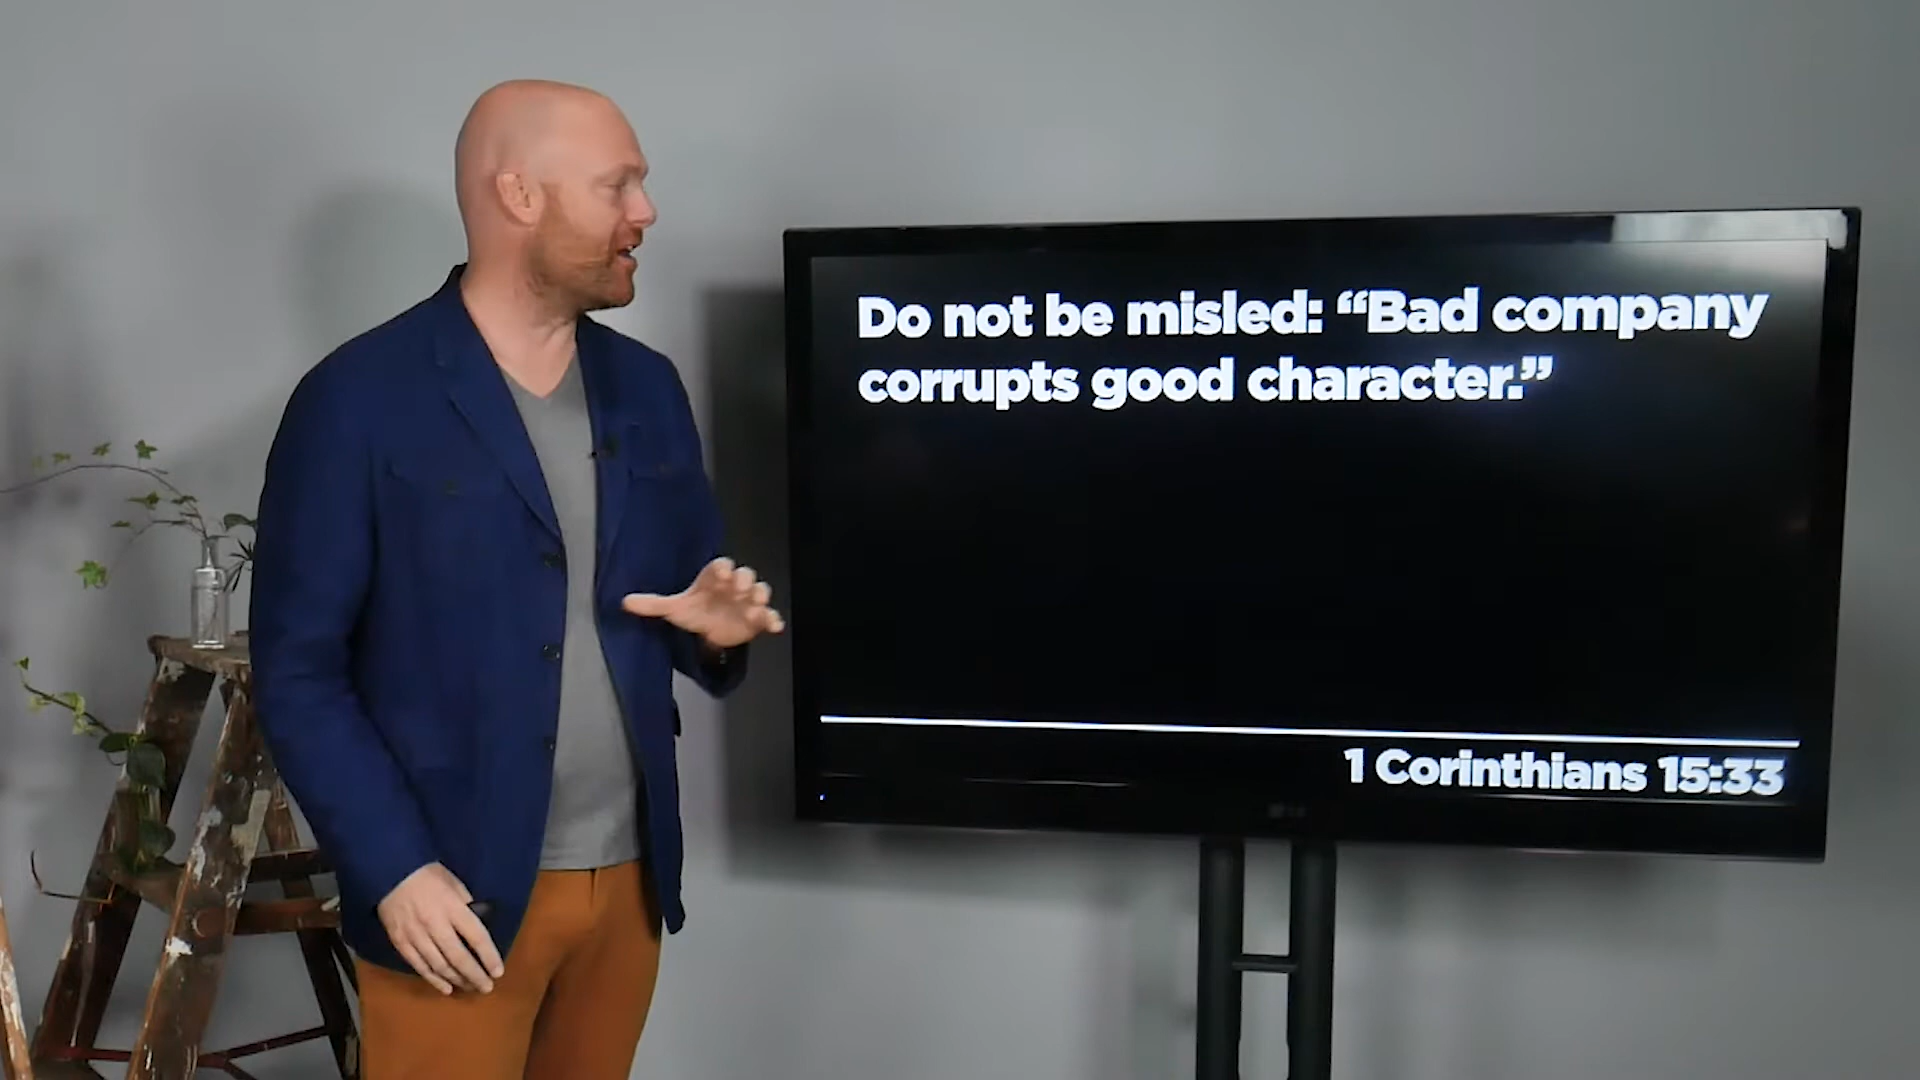 Do not be misled: “Bad company
corrupts good character.”
1 Corinthians 15:33